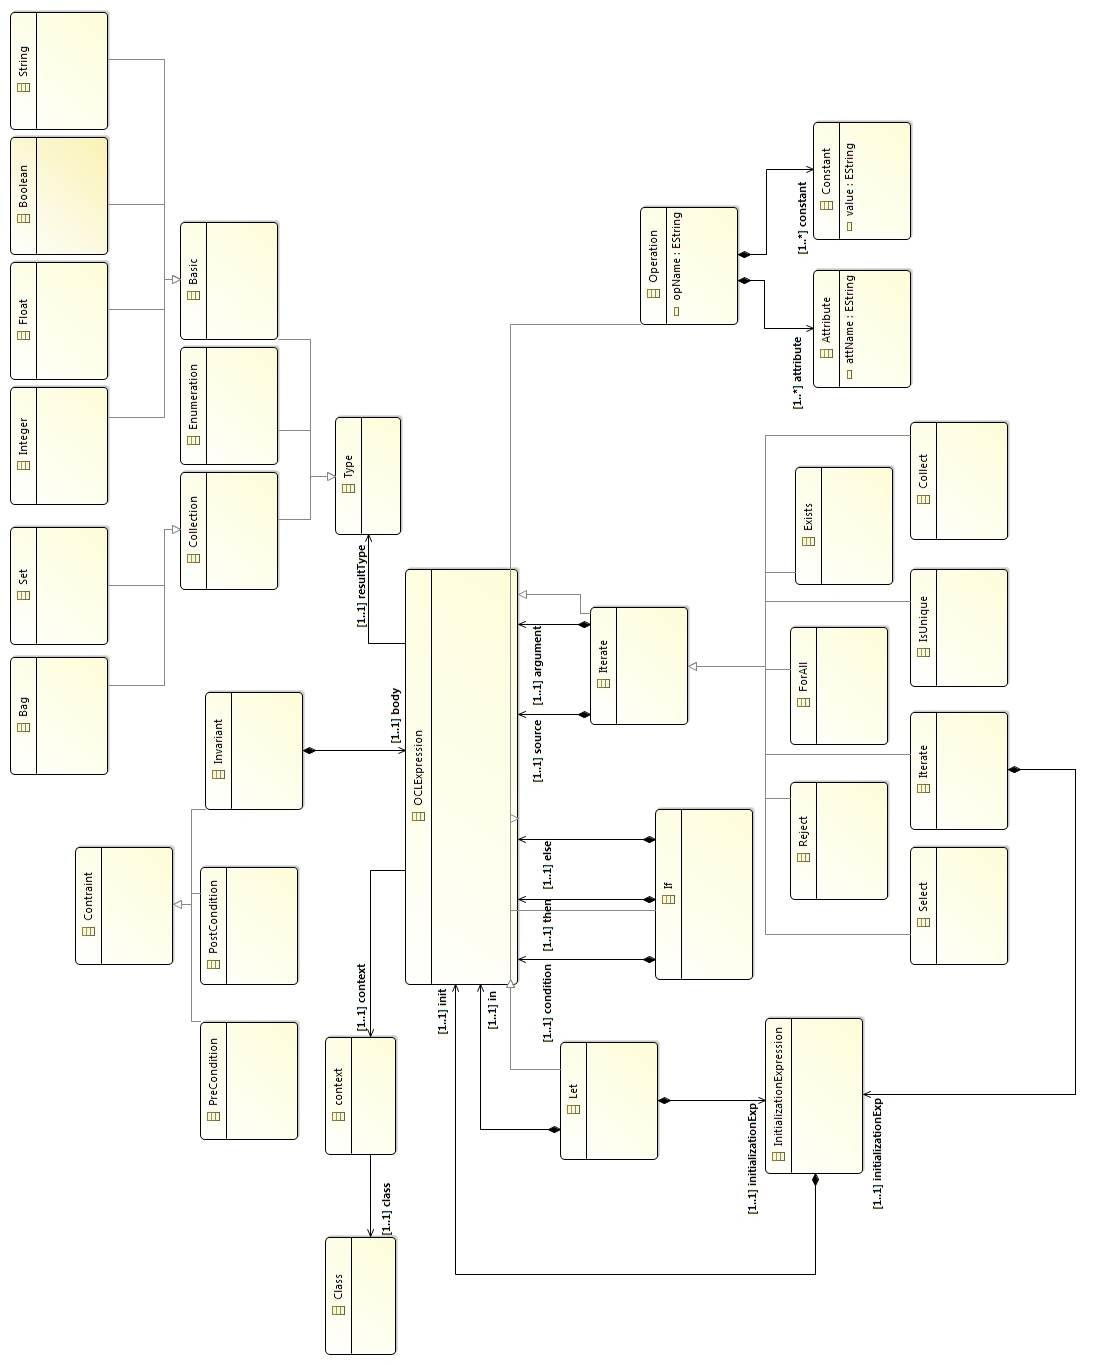 Bag
Set
Integer
Float
Boolean
String
Contraint
Collection
Enumeration
Basic
PreCondition
PostCondition
Invariant
Class
context
Type
[1..1] context
[1..1] resultType
[1..1] class
[1..1] body
OCLExpression
[1..1] init
[1..1] in
[1..1] source
[1..1] argument
[1..1] condition
[1..1] then
[1..1] else
Let
Iterate
Operation
opName : EString
If
[1..1] initializationExp
InitializationExpression
[1..*] attribute
[1..*] constant
Reject
ForAll
Exists
Attribute
attName : EString
Constant
value : EString
[1..1] initializationExp
Select
Iterate
IsUnique
Collect